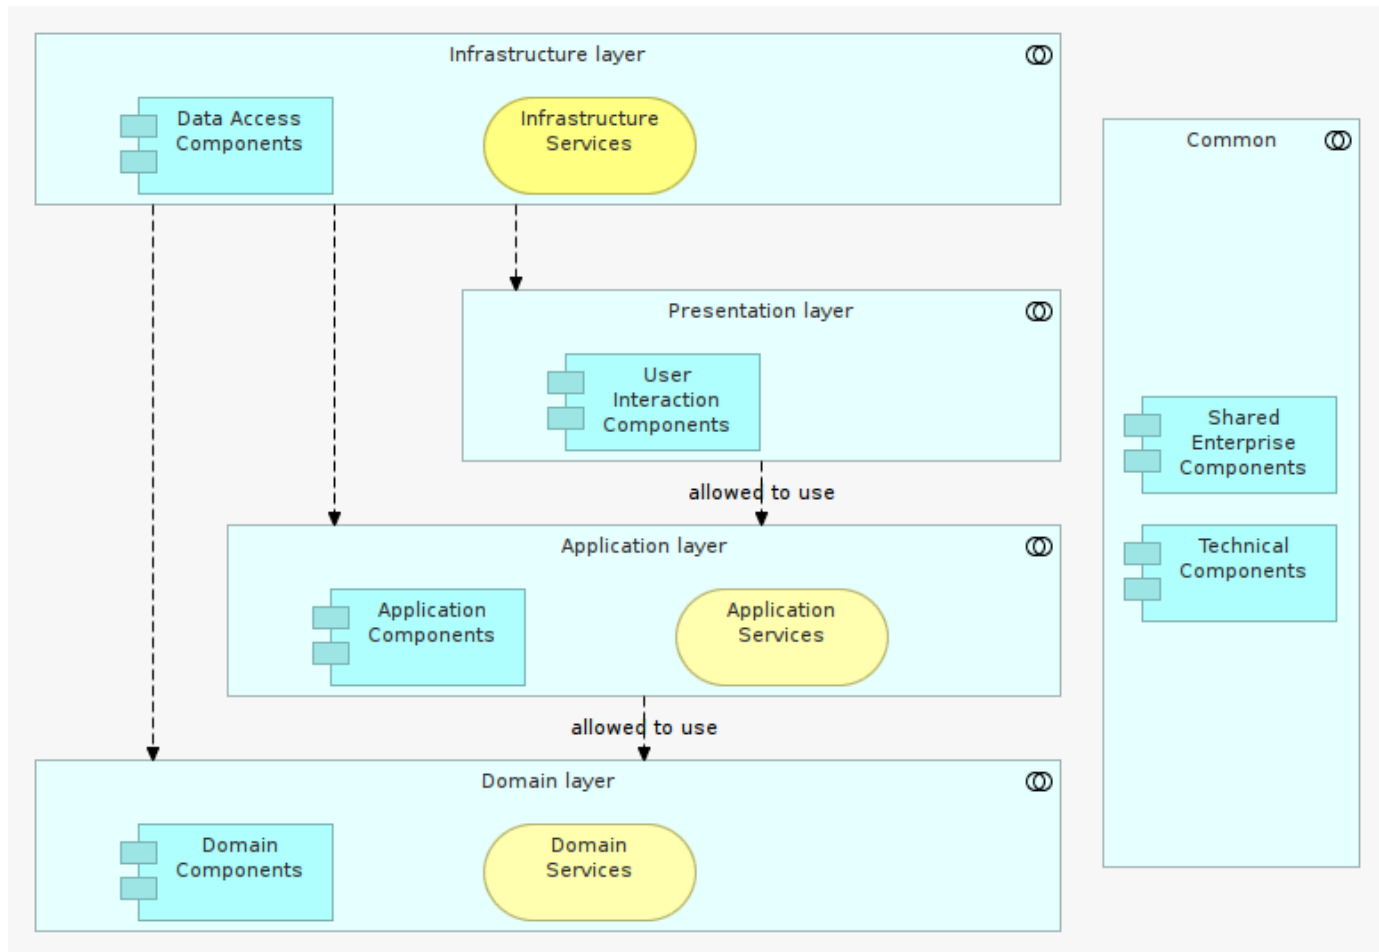 Infrastructure layer
Data Access
Components
Infrastructure
Services
Common
Presentation layer
User
Interaction
Components
allowed to use
Shared
Enterprise
Components
Technical
Components
Application layer
Application
Components
Application
Services
allowed to use
Domain layer
Domain
Components
Domain
Services